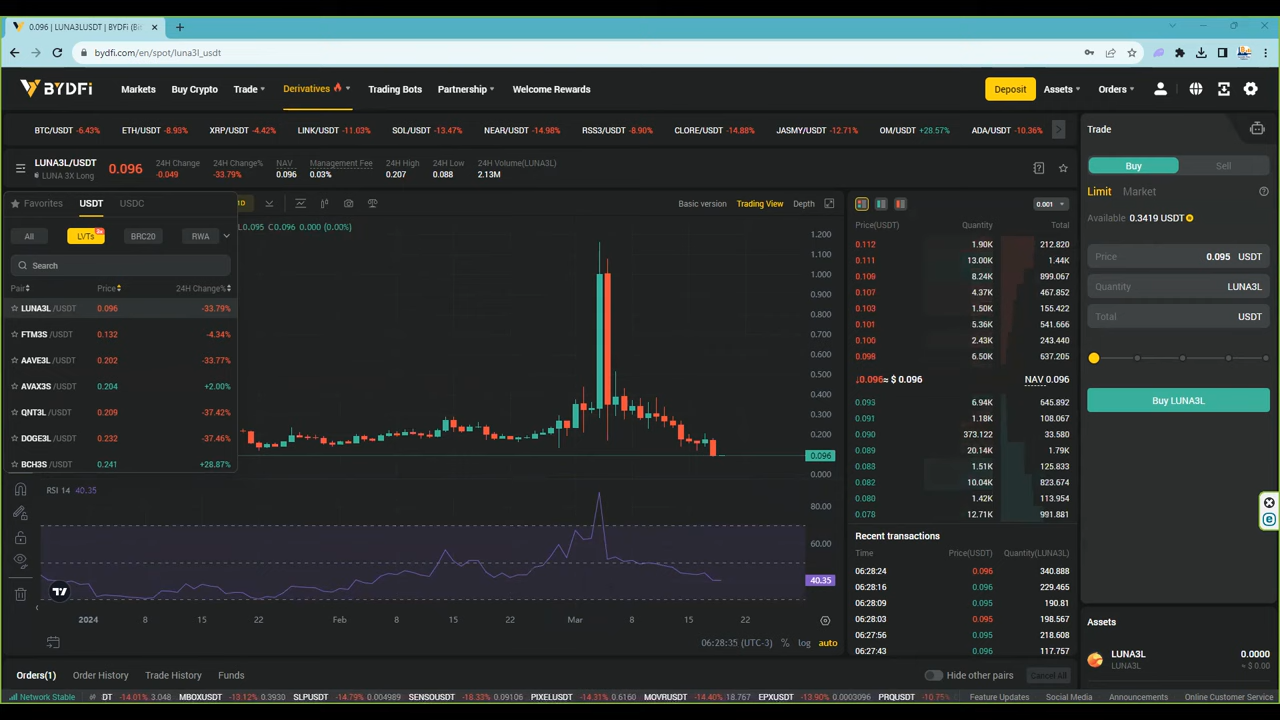 0.096 | LUNA3LUSDT | BYDFi (Bi
bydfi.com/en/spot/luna3l_usdt
BYDFi Markets Buy Crypto Trade Derivatives Trading Bots Partnership Welcome Rewards Deposit Assets Orders
BTC/USDT -6.43% ETH/USDT -8.93% XRP/USDT -4.42% LINK/USDT -11.03% SOL/USDT -13.47% NEAR/USDT -14.98% RSS3/USDT -8.90% CLORE/USDT -14.88% JASMY/USDT -12.71% OM/USDT +28.57% ADA/USDT -10.36%
LUNA3L/USDT
LUNA 3X Long
0.096
24H Change
-0.049
24H Change%
-33.79%
NAV
0.096
Management Fee
0.03%
24H High
0.207
24H Low
0.088
24H Volume(LUNA3L)
2.13M
Favorites USDT USDC
All LVTs BRC20 RWA
Search
Pair Price 24H Change%
LUNA3L /USDT 0.096 -33.79%
FTM3S /USDT 0.132 -4.34%
AAVE3L /USDT 0.202 -33.77%
AVAX3S /USDT 0.204 +2.00%
QNT3L /USDT 0.209 -37.42%
DOGE3L /USDT 0.232 -37.46%
BCH3S /USDT 0.241 +28.87%
1D Basic version Trading View Depth
L0.095 C0.096 0.000 (0.00%)
1.200
1.100
1.000
0.900
0.800
0.700
0.600
0.500
0.400
0.300
0.200
0.096
0.000
RSI 14 40.35
80.00
60.00
40.35
2024 8 15 22 Feb 8 15 22 Mar 8 15 22
06:28:35 (UTC-3) % log auto
0.001
Price(USDT) Quantity Total
0.112 1.90K 212.820
0.111 13.00K 1.44K
0.109 8.24K 899.067
0.107 4.37K 467.852
0.103 1.50K 155.422
0.101 5.36K 541.666
0.100 2.43K 243.440
0.098 6.50K 637.205
↓0.096≈ $ 0.096 NAV 0.096
0.093 6.94K 645.892
0.091 1.18K 108.067
0.090 373.122 33.580
0.089 20.14K 1.79K
0.083 1.51K 125.833
0.082 10.04K 823.674
0.080 1.42K 113.954
0.078 12.71K 991.881
Recent transactions
Time Price(USDT) Quantity(LUNA3L)
06:28:24 0.096 340.888
06:28:16 0.096 229.465
06:28:09 0.095 190.81
06:28:03 0.095 198.567
06:27:56 0.095 218.608
06:27:43 0.096 117.757
Trade
Buy Sell
Limit Market
Available 0.3419 USDT
Price 0.095 USDT
Quantity LUNA3L
Total USDT
Buy LUNA3L
Assets
LUNA3L 0.0000
LUNA3L ≈ $ 0.00
Orders(1) Order History Trade History Funds Hide other pairs Cancel All
Network Stable DT -14.01% 3.048 MBOXUSDT -13.12% 0.3930 SLPUSDT -14.79% 0.004989 SENSOUSDT -18.33% 0.09106 PIXELUSDT -14.31% 0.6160 MOVRUSDT -14.40% 18.767 EPXUSDT -13.90% 0.0003096 PRQUSDT -10.75% Feature Updates Social Media Announcements Online Customer Service